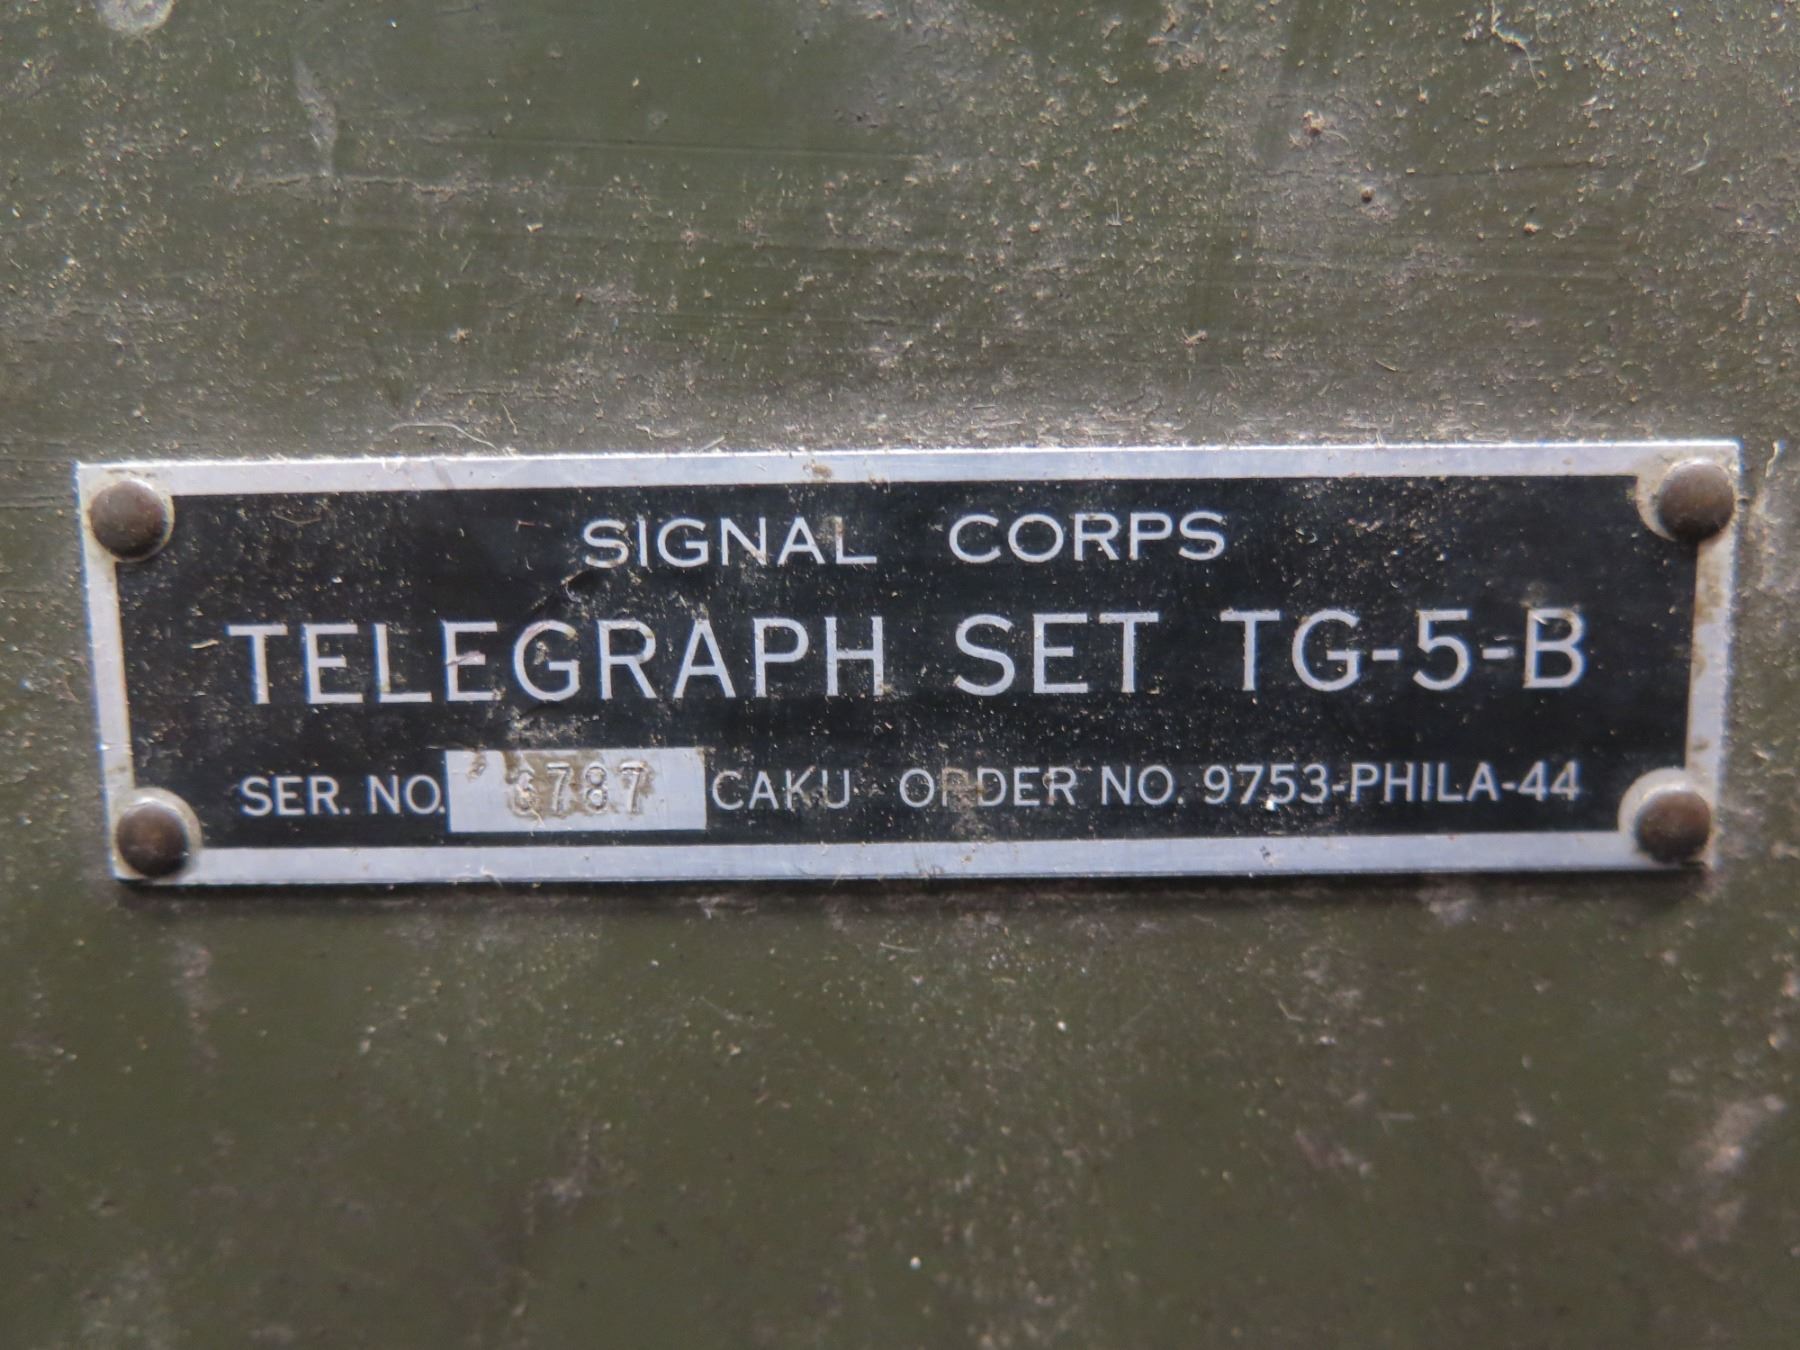 SIGNAL CORPS
TELEGRAPH SET TG-5-B
SER. NO. 3787 CAKU ORDER NO. 9753-PHILA-44